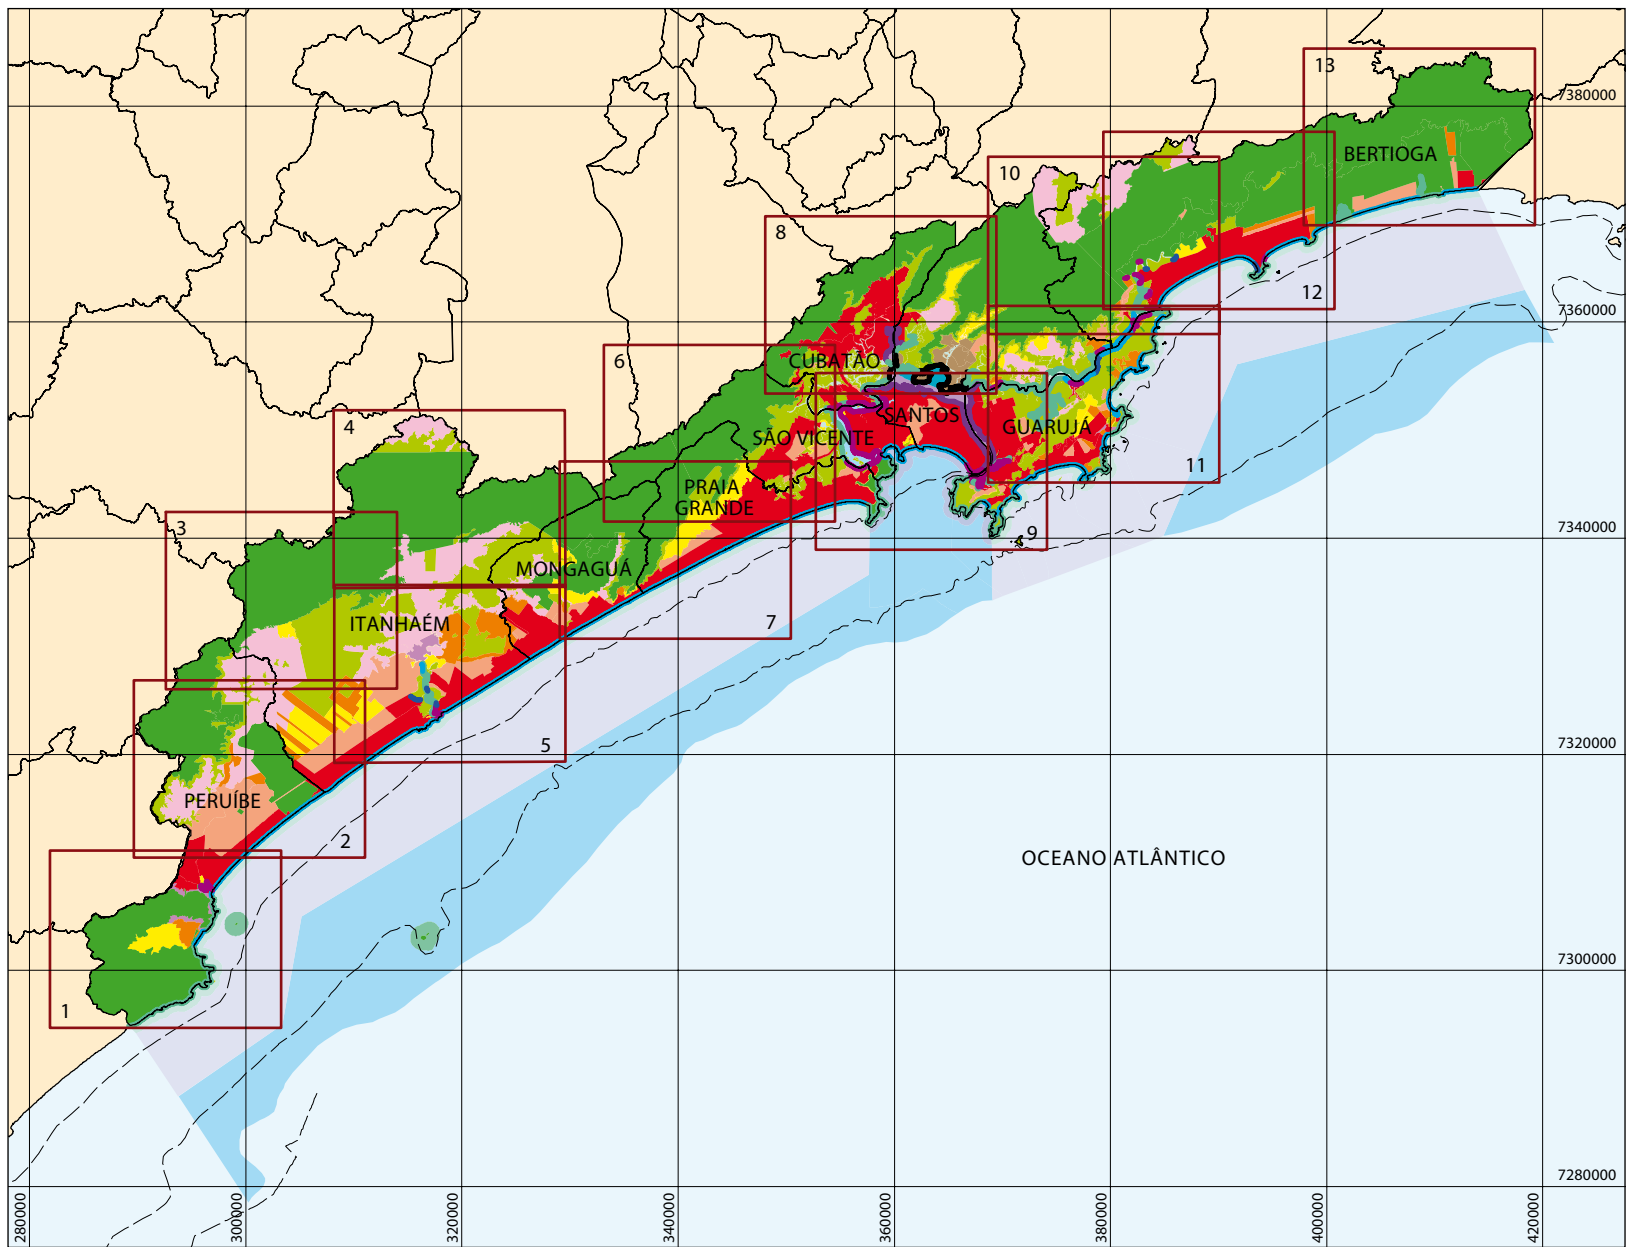 13
7380000
BERTIOGA
10
8
12
7360000
6
CUBATÃO
SANTOS
4
SÃO VICENTE
GUARUJÁ
11
PRAIA
GRANDE
3
9
7340000
MONGAGUÁ
ITANHAÉM
7
5
7320000
PERUÍBE
2
OCEANO ATLÂNTICO
1
7300000
7280000
280000
300000
320000
340000
360000
380000
400000
420000